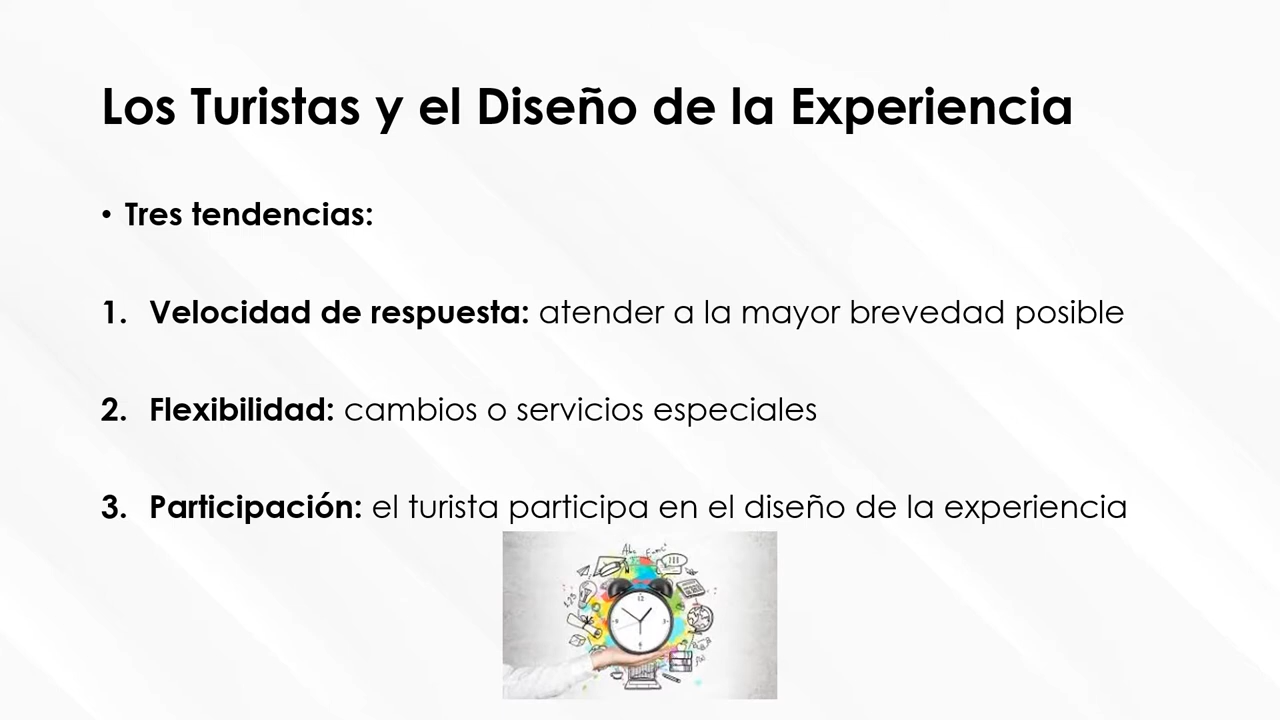 Los Turistas y el Diseño de la Experiencia
• Tres tendencias:
1. Velocidad de respuesta: atender a la mayor brevedad posible
2. Flexibilidad: cambios o servicios especiales
3. Participación: el turista participa en el diseño de la experiencia
12